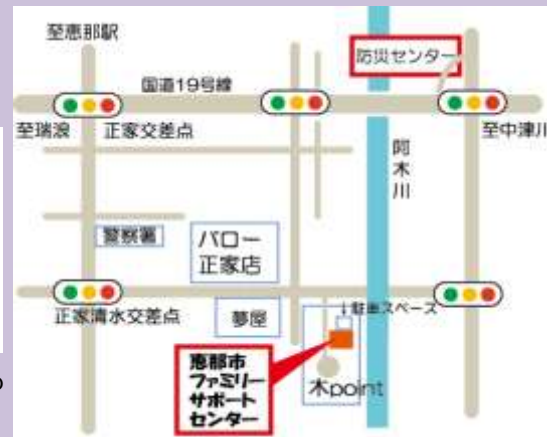 至恵那駅
防災センター
国道19号線
至瑞浪
正家交差点
至中津川
阿木川
警察署
バロー
正家店
↓駐車スペース
正家清水交差点
夢屋
恵那市
ファミリー
サポート
センター
木point